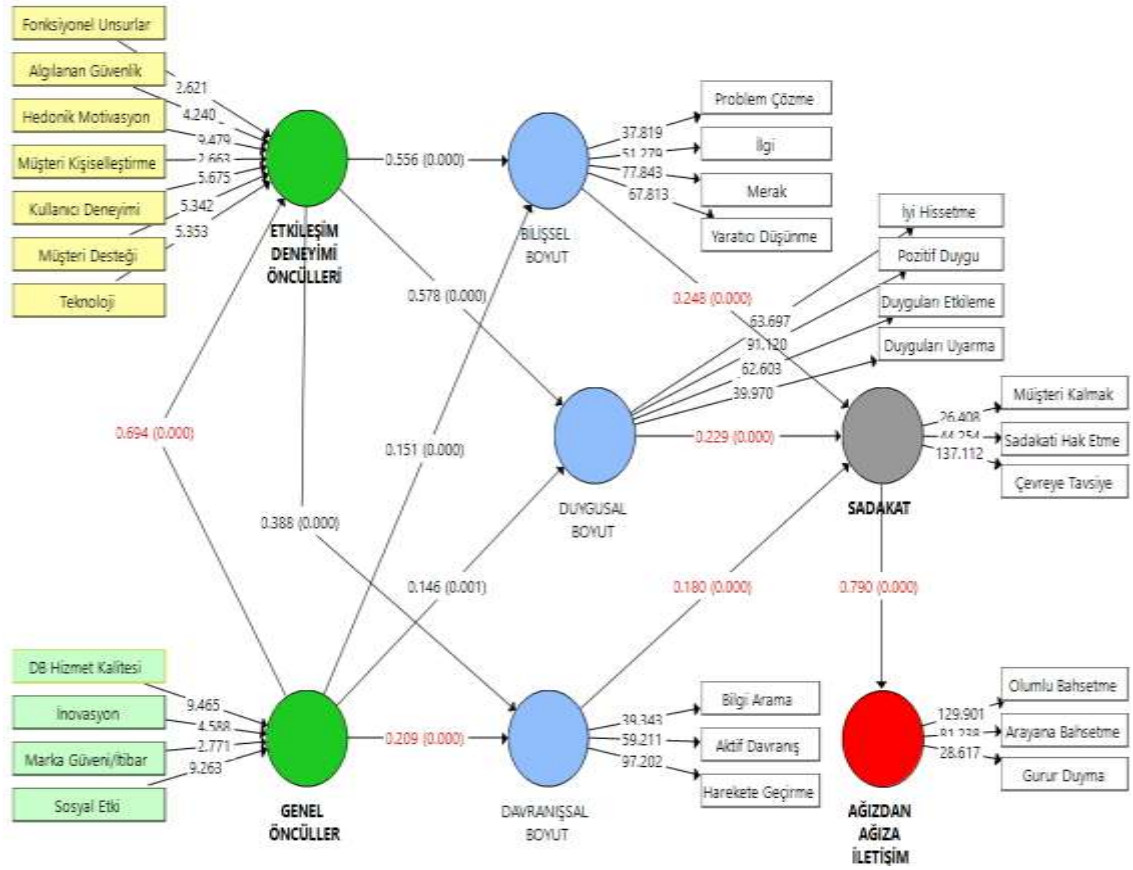 Fonksiyonel Unsurlar
Algılanan Güvenlik
Hedonik Motivasyon
Müşteri Kişiselleştirme
Kullanıcı Deneyimi
Müşteri Desteği
Teknoloji
2.621
4.240
9.479
2.663
5.675
5.342
5.353
ETKİLEŞİM
DENEYİMİ
ÖNCÜLLERİ
0.556 (0.000)
BİLİŞSEL
BOYUT
37.819
51.279
77.843
67.813
Problem Çözme
İlgi
Merak
Yaratıcı Düşünme
İyi Hissetme
Pozitif Duygu
Duyguları Etkileme
Duyguları Uyarma
0.578 (0.000)
0.248 (0.000)
63.697
91.120
62.603
39.970
0.694 (0.000)
0.151 (0.000)
0.229 (0.000)
DUYGUSAL
BOYUT
SADAKAT
26.408
44.254
137.112
Müişteri Kalmak
Sadakati Hak Etme
Çevreye Tavsiye
0.388 (0.000)
0.146 (0.001)
0.180 (0.000)
0.790 (0.000)
DB Hizmet Kalitesi
İnovasyon
Marka Güveni/İtibar
Sosyal Etki
9.465
4.588
2.771
9.263
GENEL
ÖNCÜLLER
0.209 (0.000)
DAVRANIŞSAL
BOYUT
39.343
59.211
97.202
Bilgi Arama
Aktif Davranış
Harekete Geçirme
AĞIZDAN
AĞIZA
İLETİŞİM
129.901
81.238
28.617
Olumlu Bahsetme
Arayana Bahsetme
Gurur Duyma